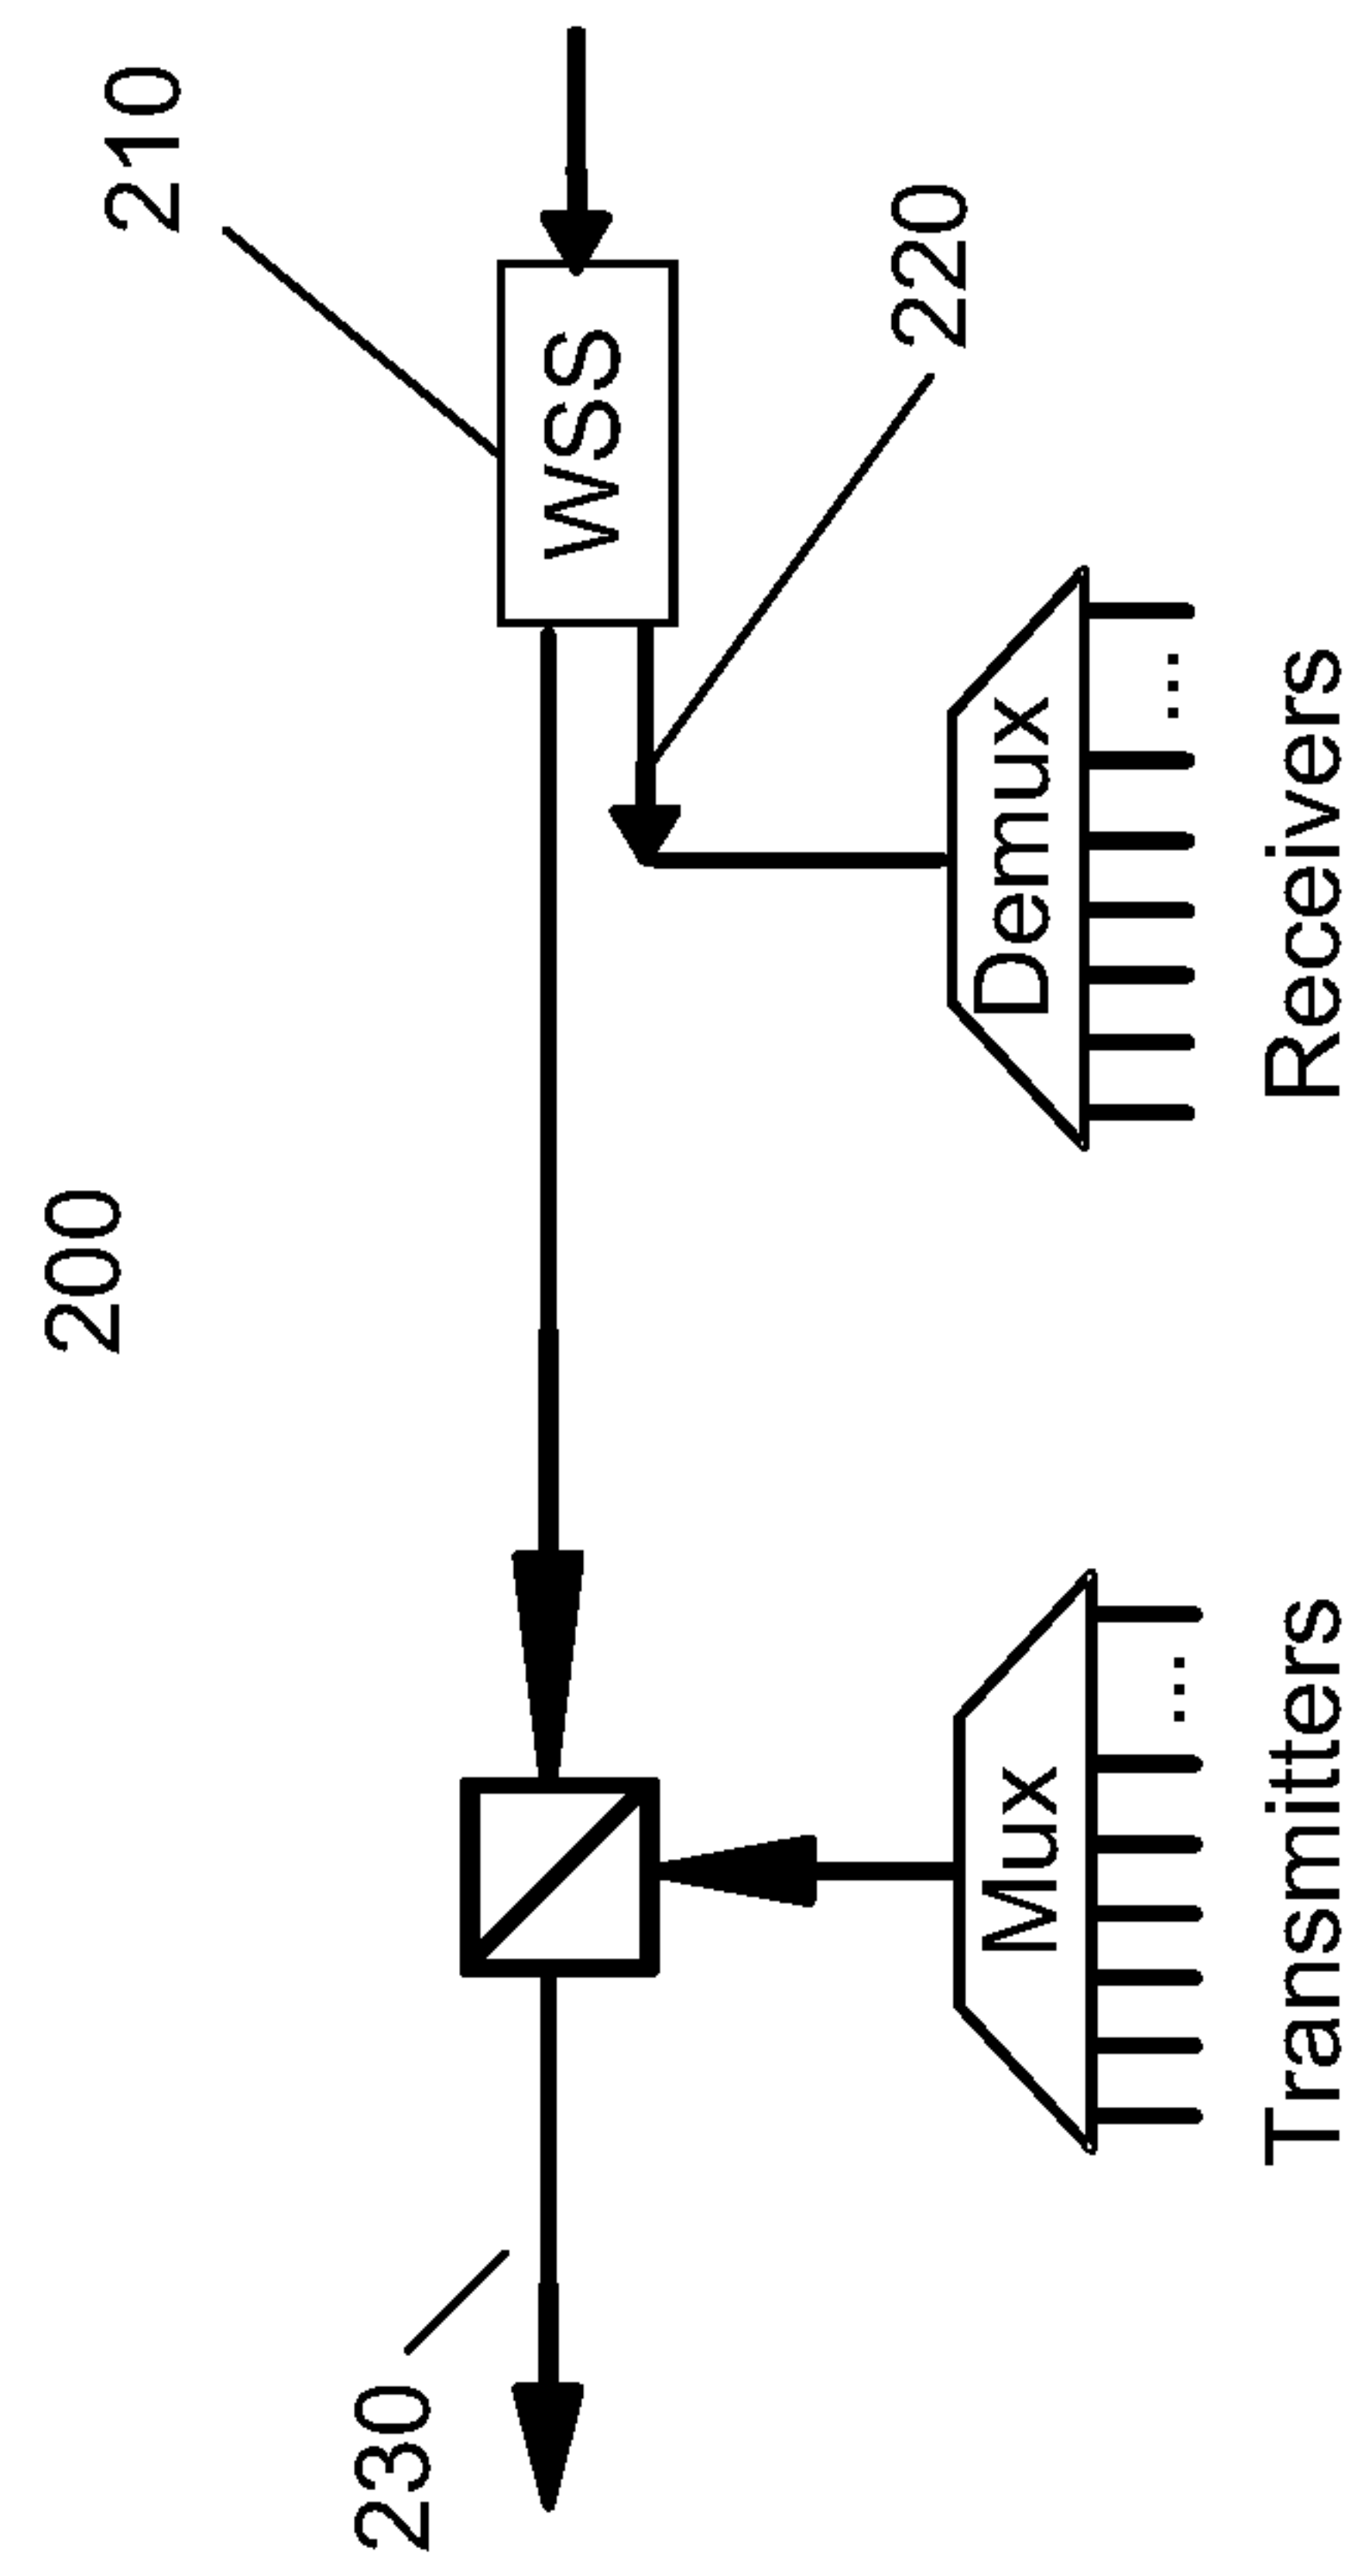 200
210
WSS
220
230
Mux
Demux
...
...
Transmitters
Receivers